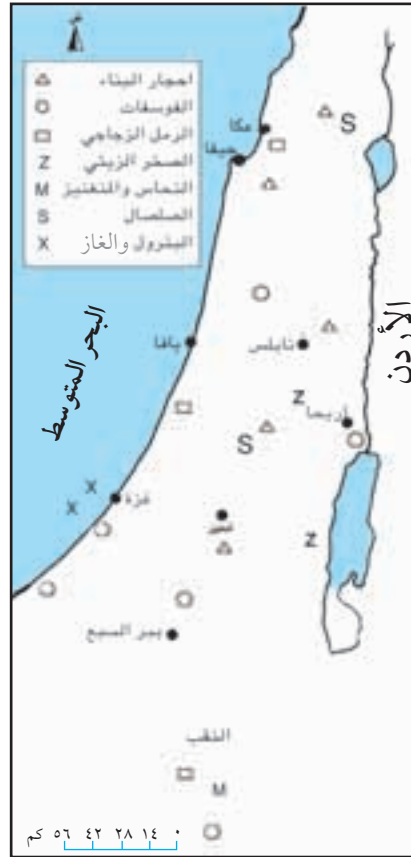 ش
احجار البناء
الفوسفات
الرمل الزجاجي
الصخر الزيتي Z
النحاس والمنغنيز M
الصلصال S
البترول والغاز X
عكا
S
حيفا
البحر المتوسط
يافا
نابلس
الأردن
Z
أريحا
S
X
X
غزة
Z
بير السبع
النقب
M
٥٦ ٤٢ ٢٨ ١٤ ٠ كم